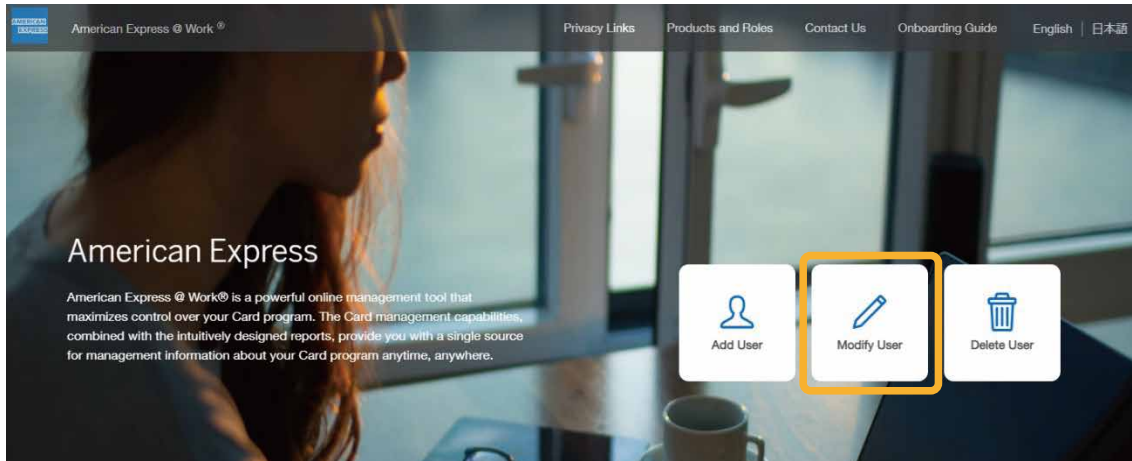 AMERICAN EXPRESS
American Express @ Work ®
Privacy Links
Products and Roles
Contact Us
Onboarding Guide
English | 日本語
American Express
American Express @ Work® is a powerful online management tool that
maximizes control over your Card program. The Card management capabilities,
combined with the intuitively designed reports, provide you with a single source
for management information about your Card program anytime, anywhere.
Add User
Modify User
Delete User